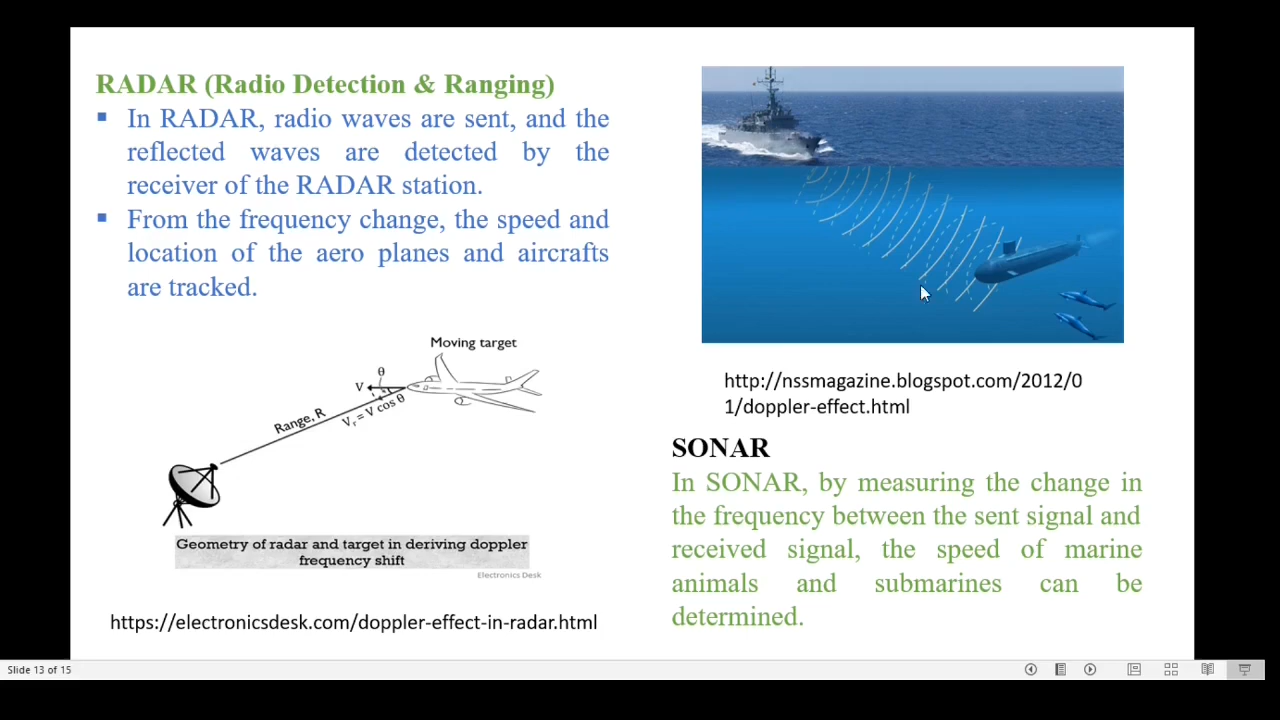 RADAR (Radio Detection & Ranging)
▪ In RADAR, radio waves are sent, and the
reflected waves are detected by the
receiver of the RADAR station.
▪ From the frequency change, the speed and
location of the aero planes and aircrafts
are tracked.
Moving target
θ
V
Vr = V cos θ
Range, R
Geometry of radar and target in deriving doppler
frequency shift
Electronics Desk
https://electronicsdesk.com/doppler-effect-in-radar.html
http://nssmagazine.blogspot.com/2012/0
1/doppler-effect.html
SONAR
In SONAR, by measuring the change in
the frequency between the sent signal and
received signal, the speed of marine
animals and submarines can be
determined.
Slide 13 of 15